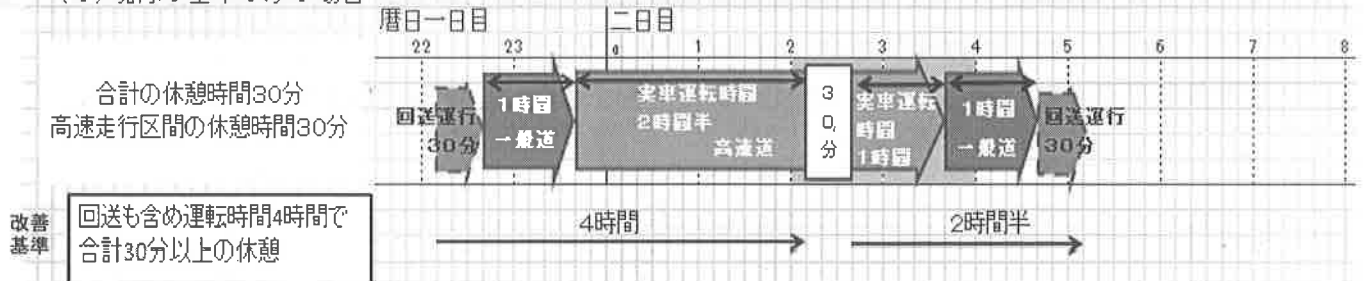 暦日一日目
二日目
22 23 0 1 2 3 4 5 6 7 8
合計の休憩時間30分
高速走行区間の休憩時間30分
回送運行
30分
1時間
一般道
実車運転時間
2時間半
高速道
30分
実車運転
時間
1時間
1時間
一般道
回送運行
30分
改善
基準
回送も含め運転時間4時間で
合計30分以上の休憩
4時間
2時間半